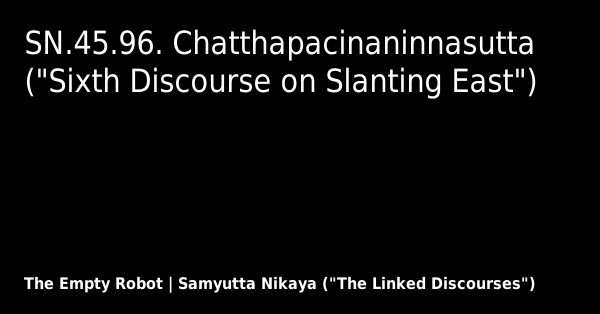 SN.45.96. Chatthapacinaninnasutta
("Sixth Discourse on Slanting East")
The Empty Robot | Samyutta Nikaya ("The Linked Discourses")